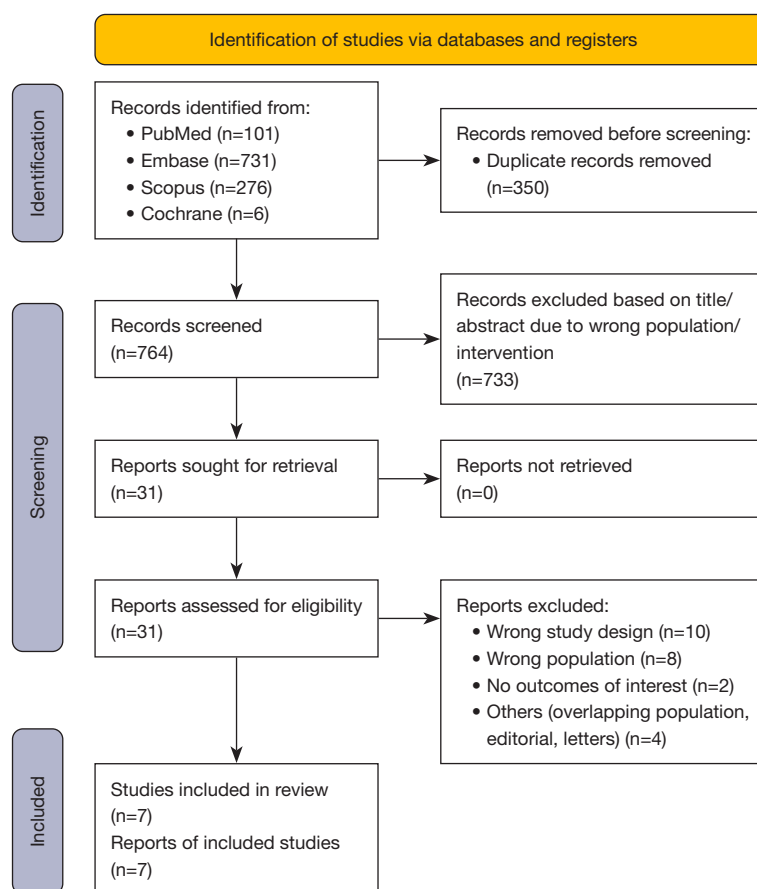 Identification of studies via databases and registers
Identification
Records identified from:
• PubMed (n=101)
• Embase (n=731)
• Scopus (n=276)
• Cochrane (n=6)
Records removed before screening:
• Duplicate records removed
(n=350)
Screening
Records screened
(n=764)
Records excluded based on title/
abstract due to wrong population/
intervention
(n=733)
Reports sought for retrieval
(n=31)
Reports not retrieved
(n=0)
Reports assessed for eligibility
(n=31)
Reports excluded:
• Wrong study design (n=10)
• Wrong population (n=8)
• No outcomes of interest (n=2)
• Others (overlapping population,
editorial, letters) (n=4)
Included
Studies included in review
(n=7)
Reports of included studies
(n=7)